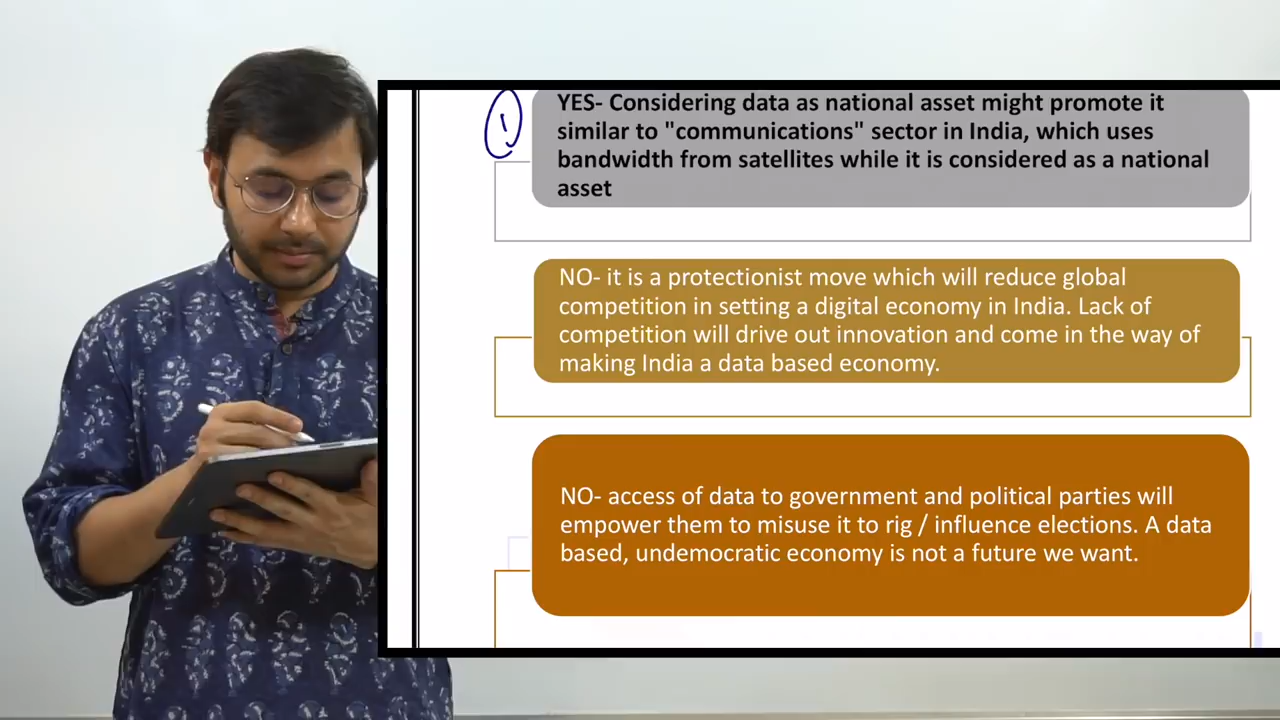 1
YES- Considering data as national asset might promote it
similar to "communications" sector in India, which uses
bandwidth from satellites while it is considered as a national
asset
NO- it is a protectionist move which will reduce global
competition in setting a digital economy in India. Lack of
competition will drive out innovation and come in the way of
making India a data based economy.
NO- access of data to government and political parties will
empower them to misuse it to rig / influence elections. A data
based, undemocratic economy is not a future we want.